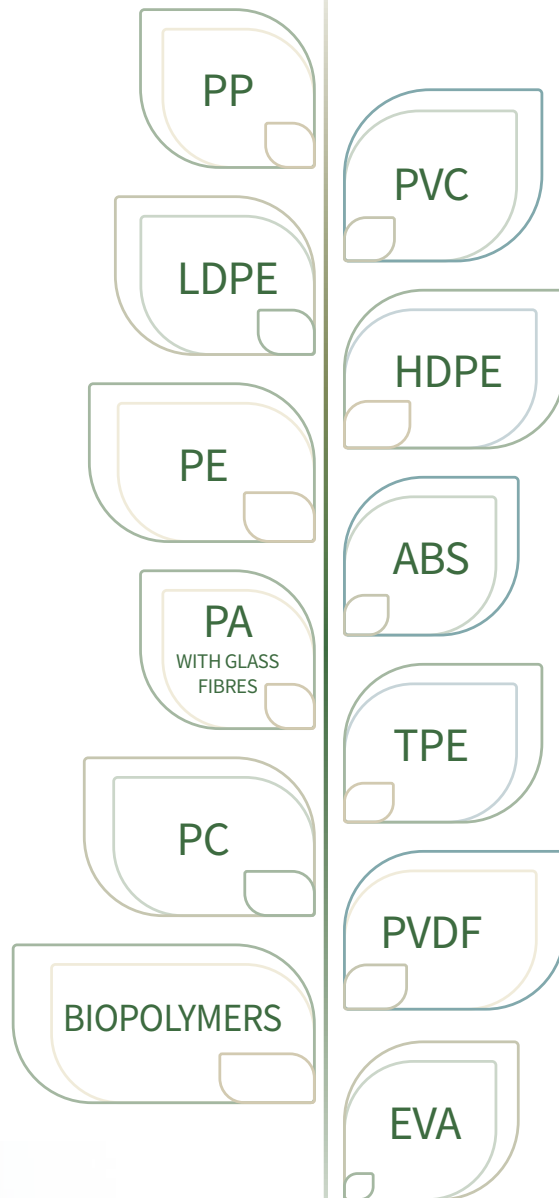 PP
PVC
LDPE
HDPE
PE
ABS
PA
WITH GLASS
FIBRES
TPE
PC
PVDF
BIOPOLYMERS
EVA